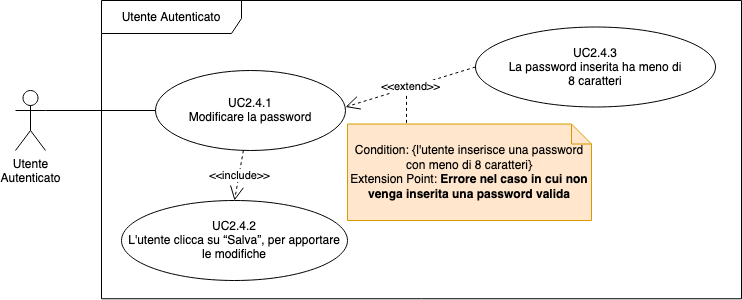 Utente Autenticato
UC2.4.3
La password inserita ha meno di
8 caratteri
<<extend>>
UC2.4.1
Modificare la password
Utente
Autenticato
Condition: {l'utente inserisce una password
con meno di 8 caratteri}
Extension Point: Errore nel caso in cui non
venga inserita una password valida
<<include>>
UC2.4.2
L'utente clicca su “Salva”, per apportare
le modifiche